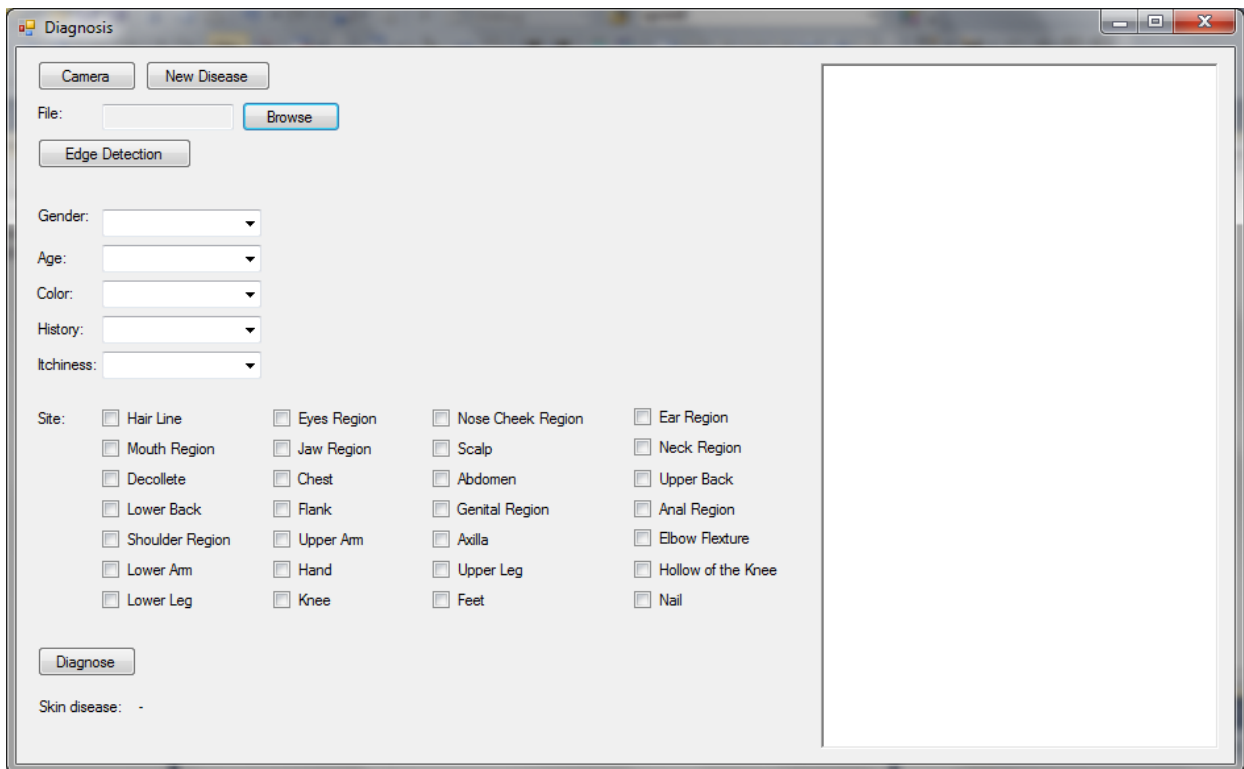 Diagnosis
Camera New Disease
File: Browse
Edge Detection
Gender:
Age:
Color:
History:
Itchiness:
Site: Hair Line Eyes Region Nose Cheek Region Ear Region
Mouth Region Jaw Region Scalp Neck Region
Decollete Chest Abdomen Upper Back
Lower Back Flank Genital Region Anal Region
Shoulder Region Upper Arm Axilla Elbow Flexture
Lower Arm Hand Upper Leg Hollow of the Knee
Lower Leg Knee Feet Nail
Diagnose
Skin disease: -